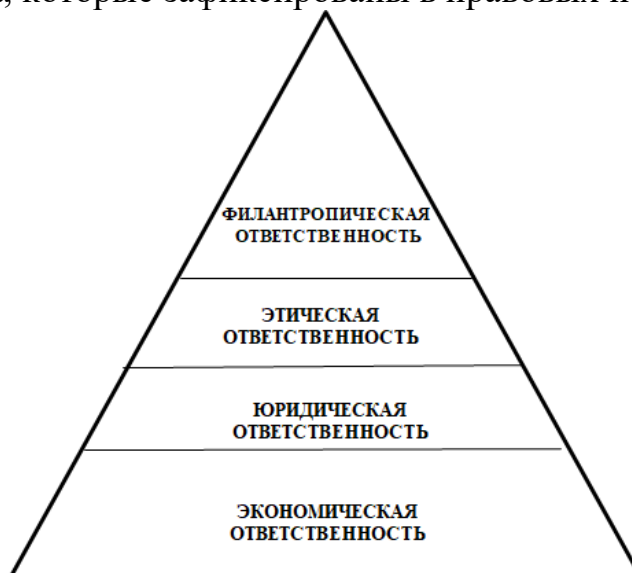 которые зафиксированы в правовых
ФИЛАНТРОПИЧЕСКАЯ
ОТВЕТСТВЕННОСТЬ
ЭТИЧЕСКАЯ
ОТВЕТСТВЕННОСТЬ
ЮРИДИЧЕСКАЯ
ОТВЕТСТВЕННОСТЬ
ЭКОНОМИЧЕСКАЯ
ОТВЕТСТВЕННОСТЬ